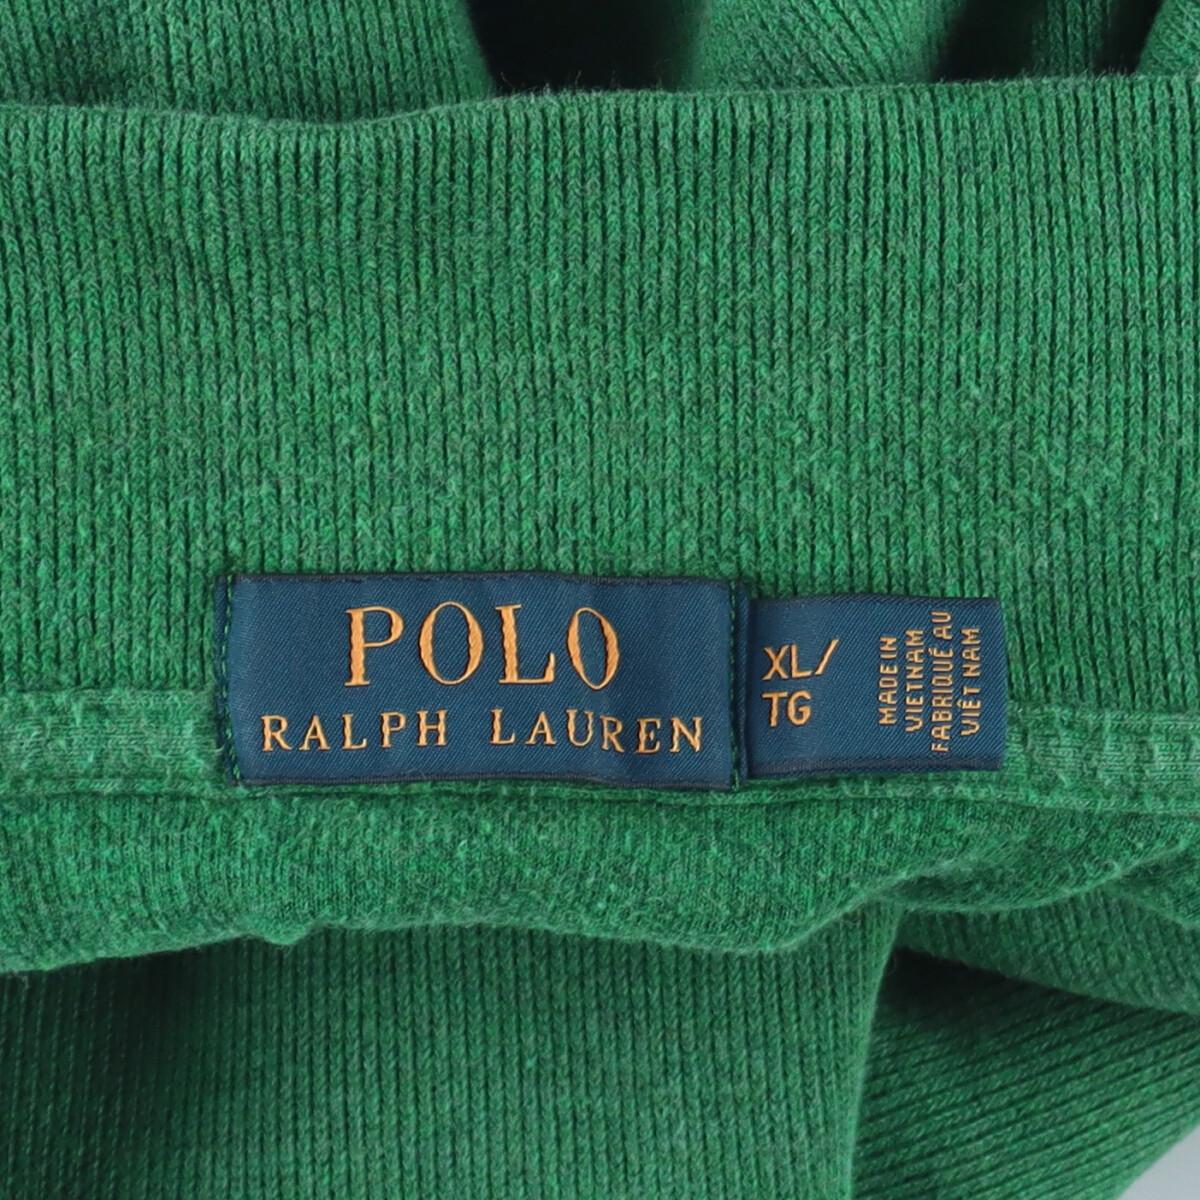 POLO
RALPH LAUREN
XL/
TG
MADE IN
VIETNAM
FABRIQUÉ AU
VIÊT NAM